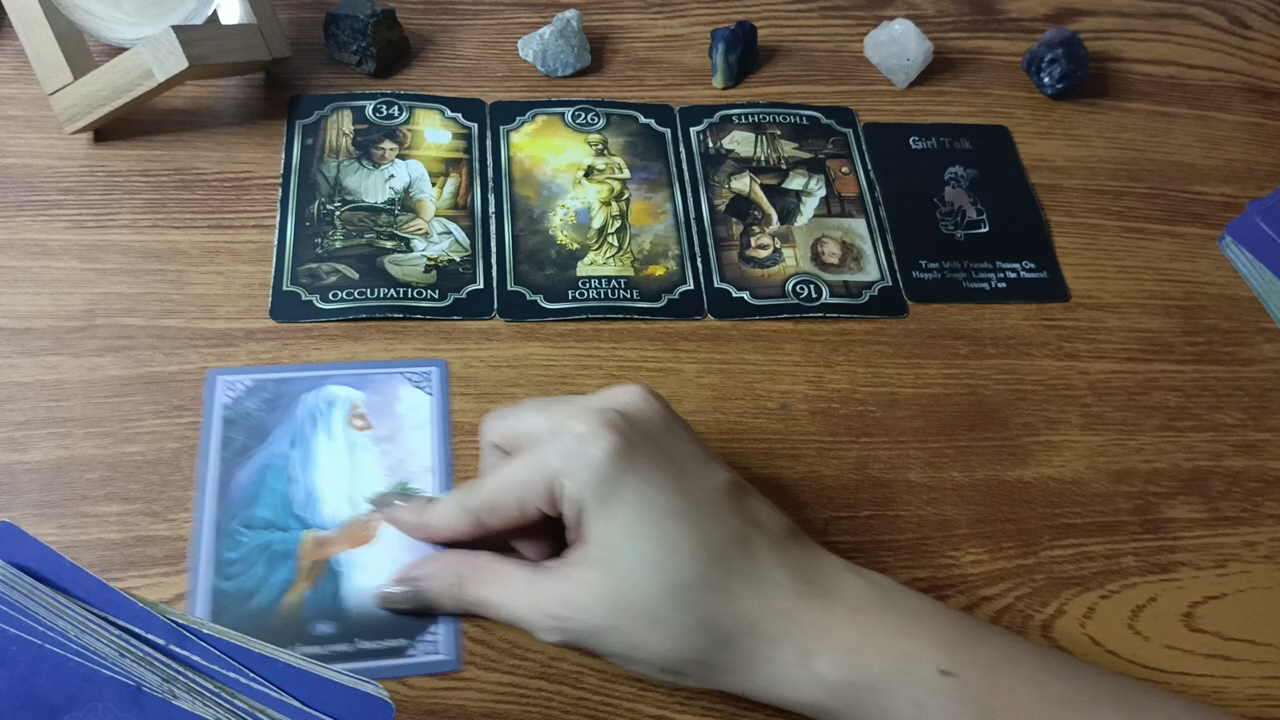 34
OCCUPATION
26
GREAT
FORTUNE
THOUGHTS
16
Girl Talk
Time With Friends, Moving On
Happily Single, Living in the Moment
Having Fun